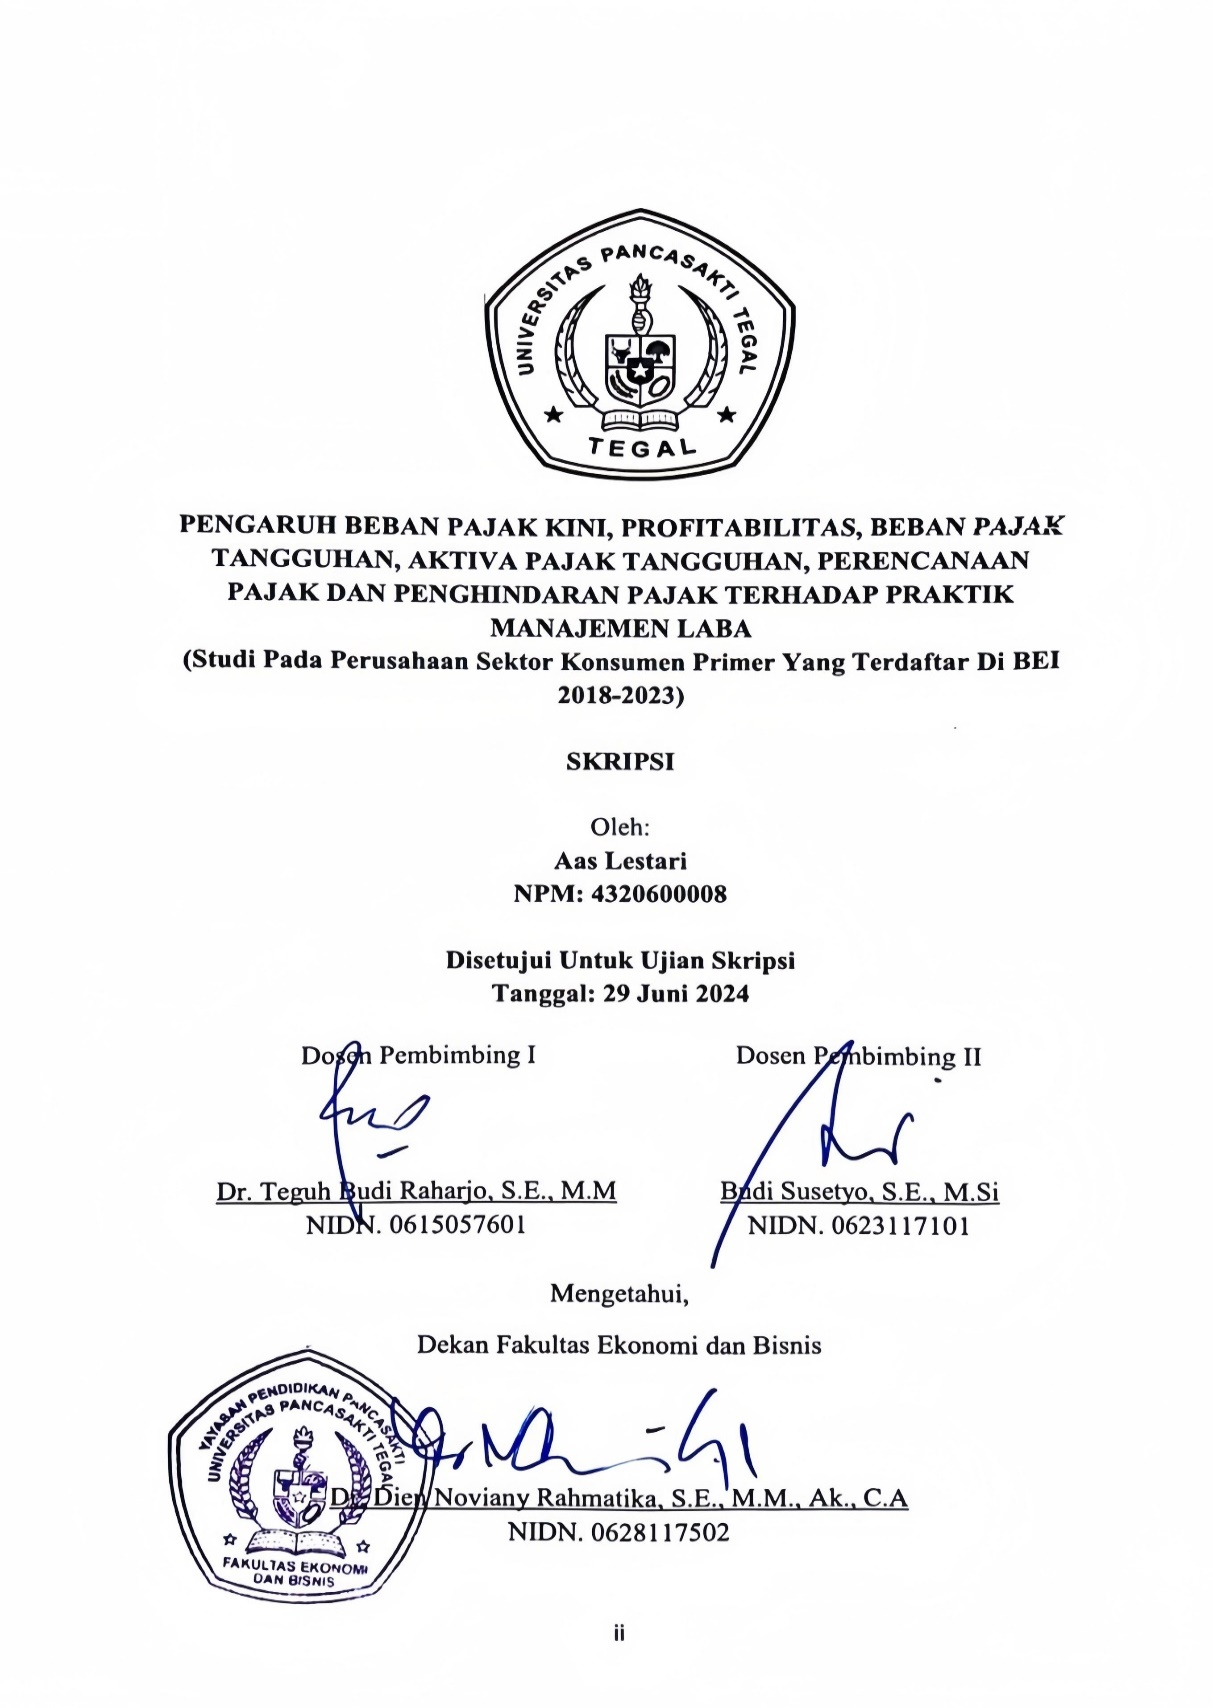 UNIVERSITAS PANCASAKTI TEGAL
TEGAL
PENGARUH BEBAN PAJAK KINI, PROFITABILITAS, BEBAN PAJAK
TANGGUHAN, AKTIVA PAJAK TANGGUHAN, PERENCANAAN
PAJAK DAN PENGHINDARAN PAJAK TERHADAP PRAKTIK
MANAJEMEN LABA
(Studi Pada Perusahaan Sektor Konsumen Primer Yang Terdaftar Di BEI
2018-2023)
SKRIPSI
Oleh:
Aas Lestari
NPM: 4320600008
Disetujui Untuk Ujian Skripsi
Tanggal: 29 Juni 2024
Dosen Pembimbing I
Dosen Pembimbing II
Dr. Teguh Budi Raharjo, S.E., M.M
Budi Susetyo, S.E., M.Si
NIDN. 0615057601
NIDN. 0623117101
Mengetahui,
Dekan Fakultas Ekonomi dan Bisnis
YAYASAN PENDIDIKAN PANCASAKTI
UNIVERSITAS PANCASAKTI TEGAL
Dr. Dien Noviany Rahmatika, S.E., M.M., Ak., C.A
NIDN. 0628117502
FAKULTAS EKONOMI
DAN BISNIS
ii